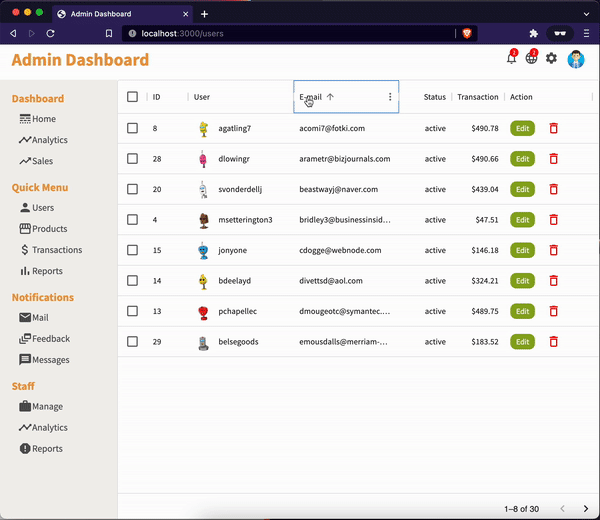 Admin Dashboard
localhost:3000/users
Admin Dashboard
2 2
Dashboard
Home
Analytics
Sales
Quick Menu
Users
Products
Transactions
Reports
Notifications
Mail
Feedback
Messages
Staff
Manage
Analytics
Reports
ID User E-mail Status Transaction Action
8 agatling7 acomi7@fotki.com active $490.78 Edit
28 dlowingr arametr@bizjournals.com active $490.66 Edit
20 svonderdellj beastwayj@naver.com active $439.04 Edit
4 msetterington3 bridley3@businessinsid... active $47.51 Edit
15 jonyone cdogge@webnode.com active $146.18 Edit
14 bdeelayd divettsd@aol.com active $324.21 Edit
13 pchapellec dmougeotc@symantec.... active $489.75 Edit
29 belsegoods emousdalls@merriam-... active $183.52 Edit
1–8 of 30